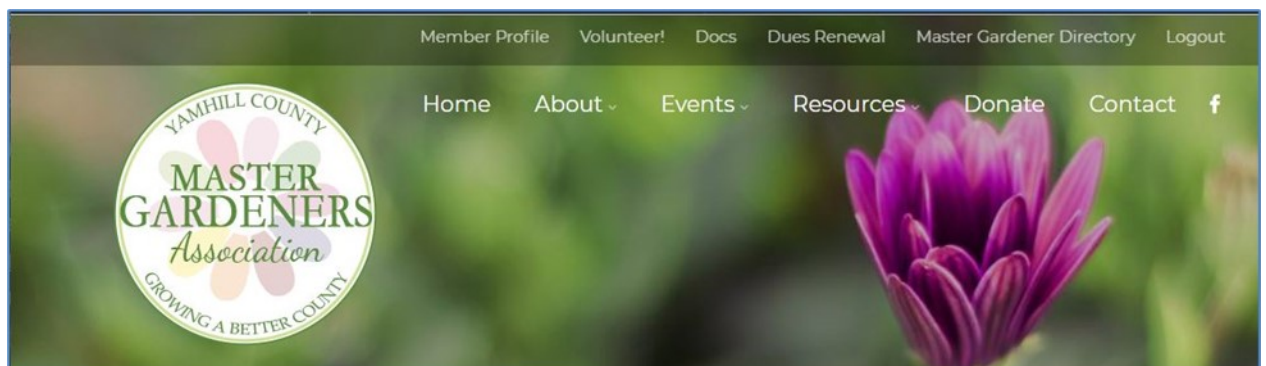 Member Profile Volunteer! Docs Dues Renewal Master Gardener Directory Logout
Home About Events Resources Donate Contact f
YAMHILL COUNTY
MASTER
GARDENERS
Association
GROWING A BETTER COUNTY